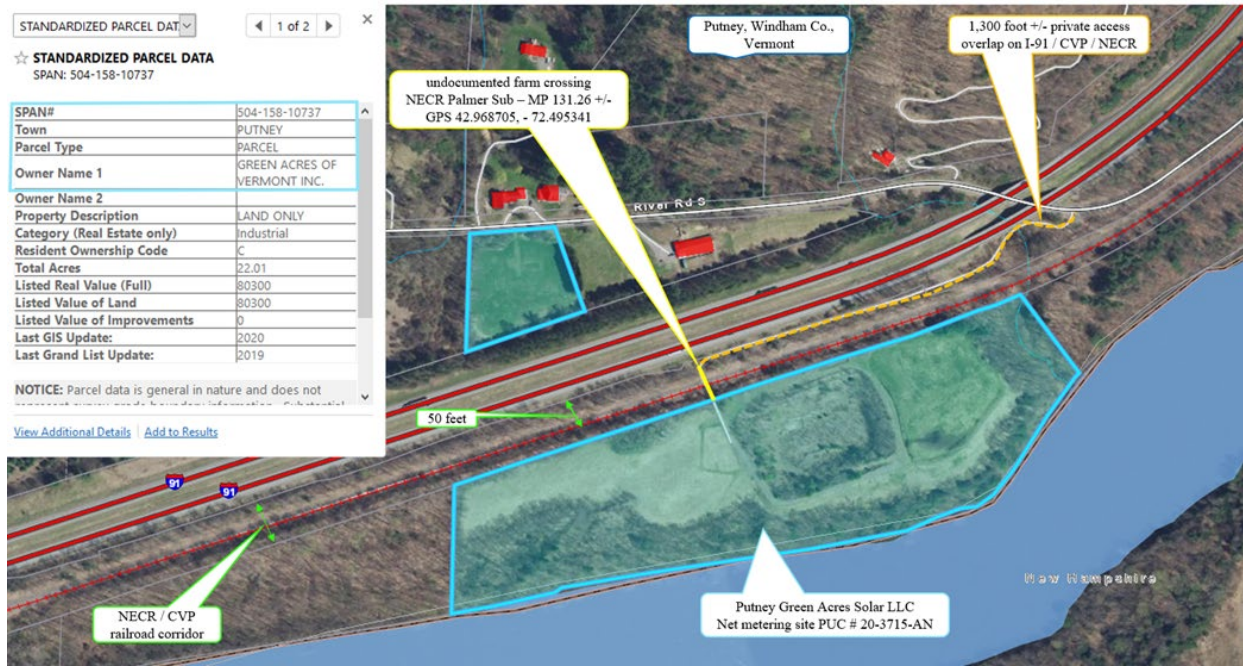 STANDARDIZED PARCEL DAT
1 of 2
STANDARDIZED PARCEL DATA
SPAN: 504-158-10737
SPAN# 504-158-10737
Town PUTNEY
Parcel Type PARCEL
Owner Name 1 GREEN ACRES OF
VERMONT INC.
Owner Name 2
Property Description LAND ONLY
Category (Real Estate only) Industrial
Resident Ownership Code C
Total Acres 22.01
Listed Real Value (Full) 80300
Listed Value of Land 80300
Listed Value of Improvements 0
Last GIS Update: 2020
Last Grand List Update: 2019
NOTICE: Parcel data is general in nature and does not
View Additional Details Add to Results
Putney, Windham Co.,
Vermont
1,300 foot +/- private access
overlap on I-91 / CVP / NECR
undocumented farm crossing
NECR Palmer Sub – MP 131.26 +/-
GPS 42.968705, - 72.495341
River Rd S
50 feet
91
91
NECR / CVP
railroad corridor
Putney Green Acres Solar LLC
Net metering site PUC # 20-3715-AN
New Hampshire